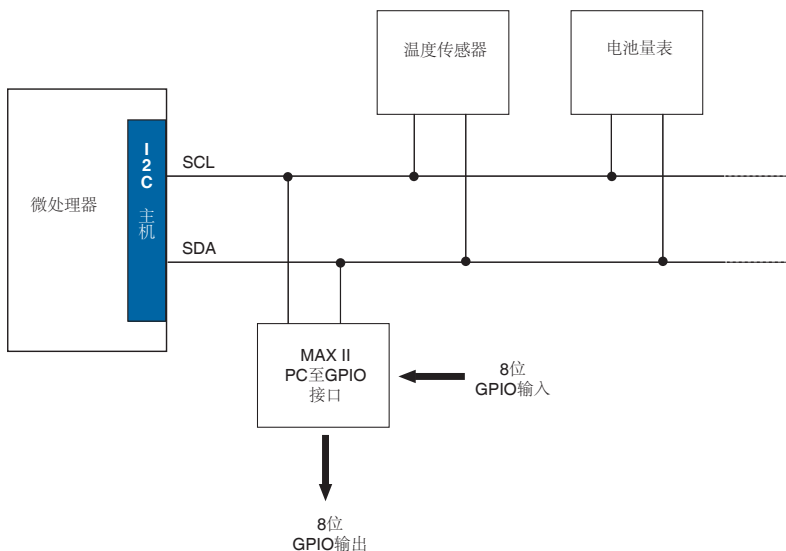 温度传感器
电池量表
微处理器
I2C 主机
SCL
SDA
MAX II
PC至GPIO
接口
8位
GPIO输入
8位
GPIO输出